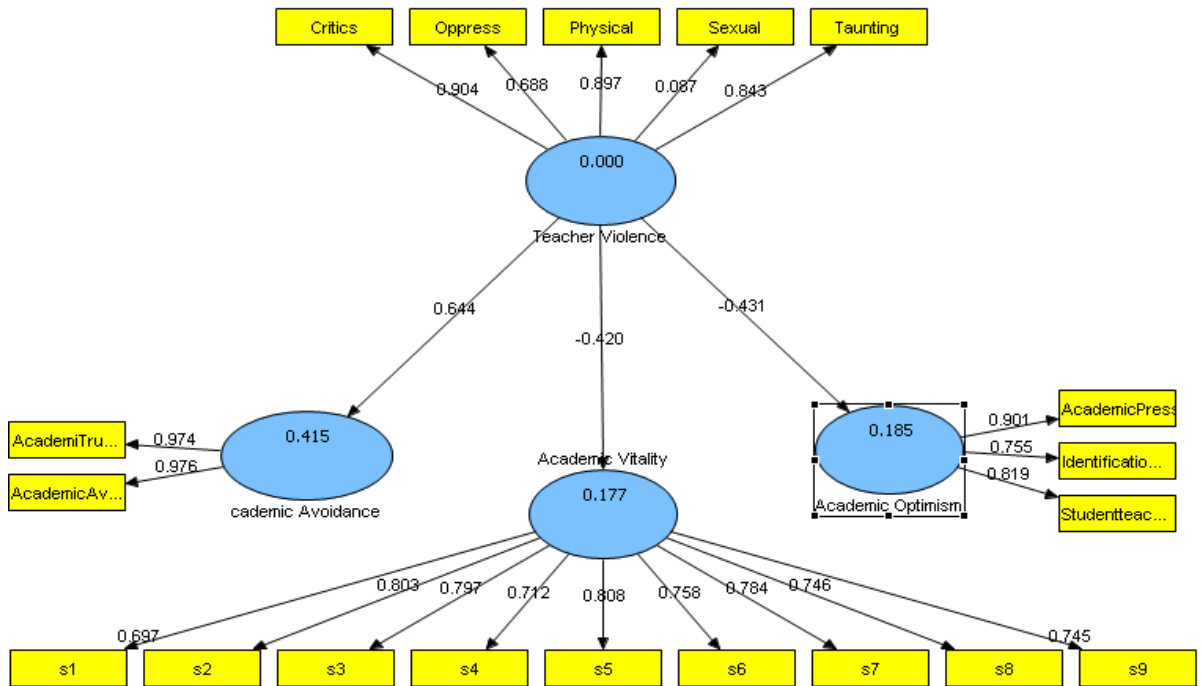 Critics Oppress Physical Sexual Taunting
0.904 0.688 0.897 0.087 0.843
0.000
Teacher Violence
0.644 -0.420 -0.431
AcademiTru...
AcademicAv...
0.974
0.976
0.415
cademic Avoidance
Academic Vitality
0.177
0.185
Academic Optimism
0.901
0.755
0.819
AcademicPress
Identificatio...
Studentteac...
0.697 0.803 0.797 0.712 0.808 0.758 0.784 0.746 0.745
s1 s2 s3 s4 s5 s6 s7 s8 s9